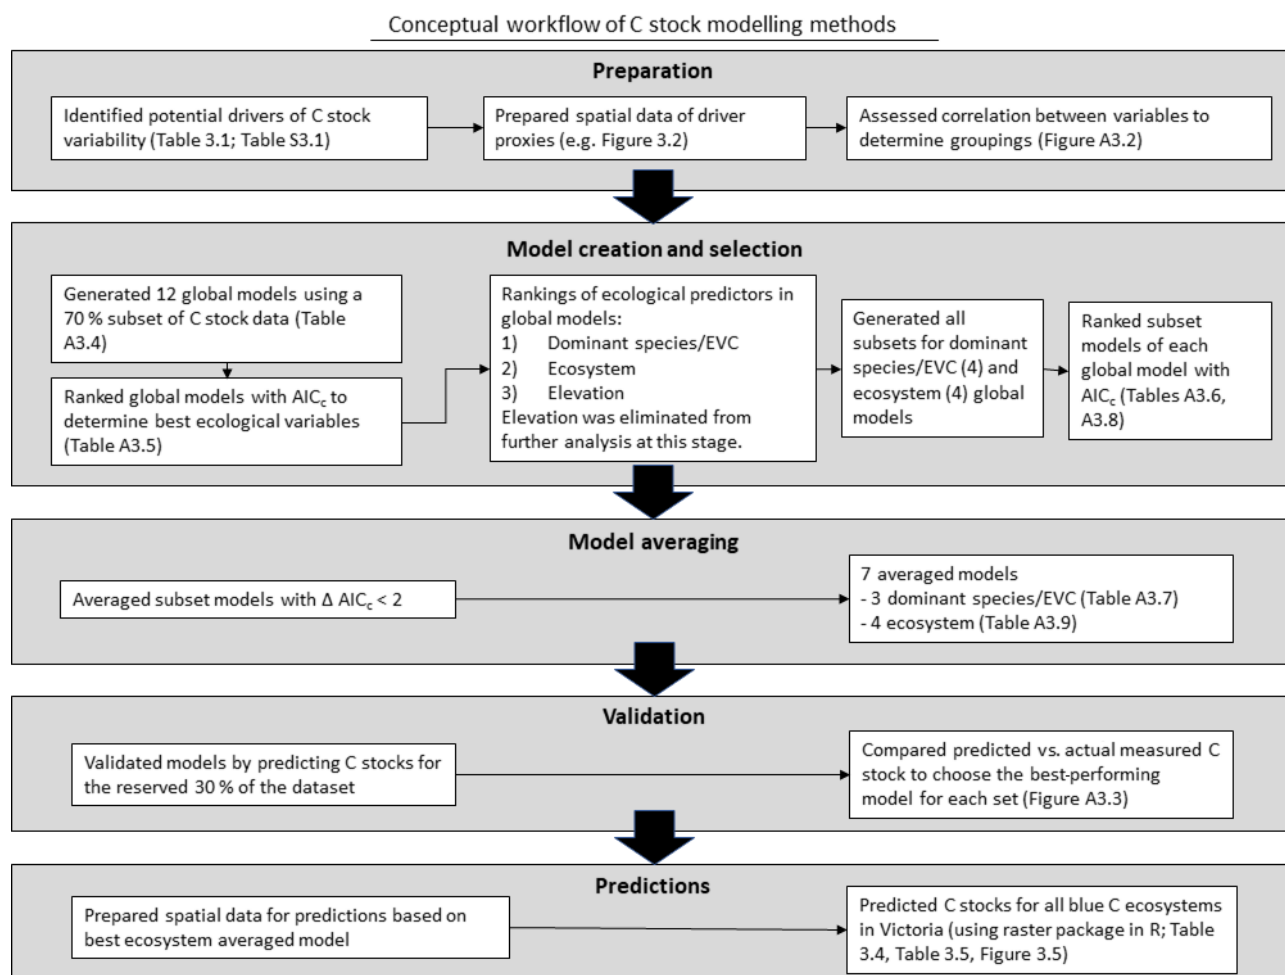 Conceptual workflow of C stock modelling methods
Preparation
Identified potential drivers of C stock
variability (Table 3.1; Table S3.1)
Prepared spatial data of driver
proxies (e.g. Figure 3.2)
Assessed correlation between variables to
determine groupings (Figure A3.2)
Model creation and selection
Generated 12 global models using a
70 % subset of C stock data (Table
A3.4)
Ranked global models with AICc to
determine best ecological variables
(Table A3.5)
Rankings of ecological predictors in
global models:
1) Dominant species/EVC
2) Ecosystem
3) Elevation
Elevation was eliminated from
further analysis at this stage.
Generated all
subsets for dominant
species/EVC (4) and
ecosystem (4) global
models
Ranked subset
models of each
global model with
AICc (Tables A3.6,
A3.8)
Model averaging
Averaged subset models with Δ AICc < 2
7 averaged models
- 3 dominant species/EVC (Table A3.7)
- 4 ecosystem (Table A3.9)
Validation
Validated models by predicting C stocks for
the reserved 30 % of the dataset
Compared predicted vs. actual measured C
stock to choose the best-performing
model for each set (Figure A3.3)
Predictions
Prepared spatial data for predictions based on
best ecosystem averaged model
Predicted C stocks for all blue C ecosystems
in Victoria (using raster package in R; Table
3.4, Table 3.5, Figure 3.5)